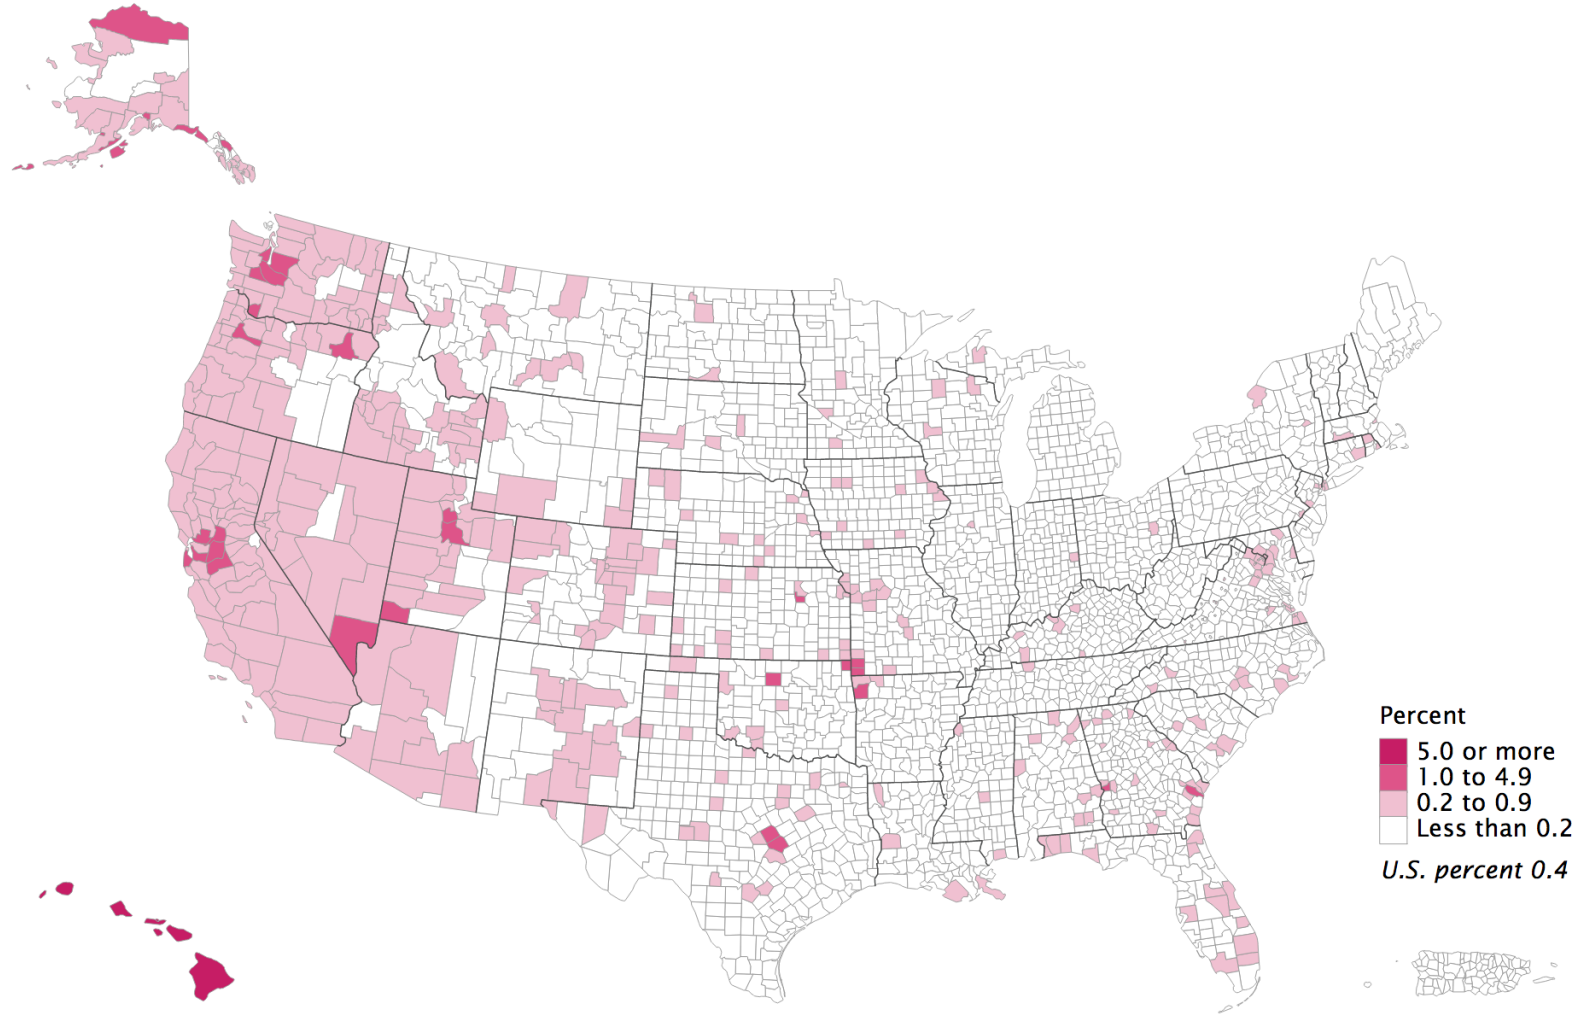 Percent
5.0 or more
1.0 to 4.9
0.2 to 0.9
Less than 0.2
U.S. percent 0.4